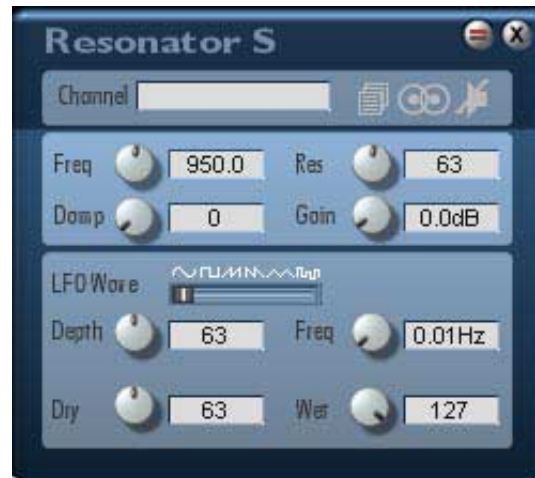 Resonator S
X
Channel
Freq 950.0 Res 63
Damp 0 Gain 0.0dB
LFO Wave
Depth 63 Freq 0.01Hz
Dry 63 Wet 127